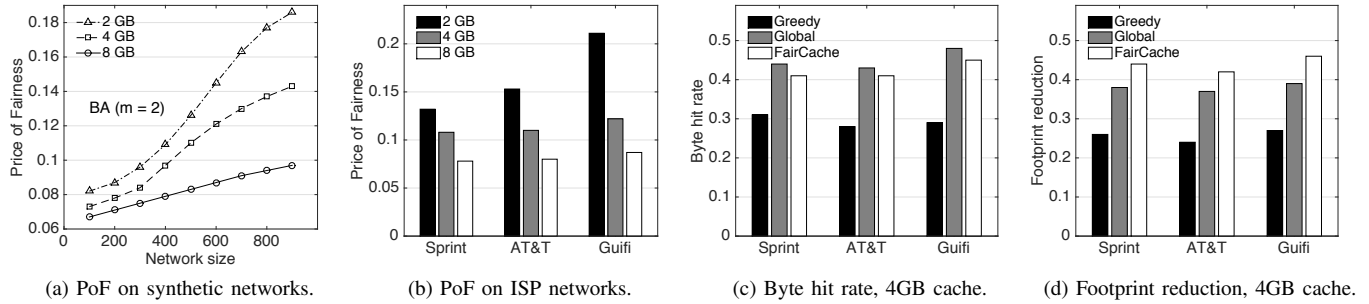 Price of Fairness
0.18
0.16
0.14
0.12
0.1
0.08
0.06
2 GB
4 GB
8 GB
BA (m = 2)
0 200 400 600 800
Network size
(a) PoF on synthetic networks.
Price of Fairness
0.2
0.15
0.1
0.05
0
2 GB
4 GB
8 GB
Sprint AT&T Guifi
(b) PoF on ISP networks.
Byte hit rate
0.5
0.4
0.3
0.2
0.1
0
Greedy
Global
FairCache
Sprint AT&T Guifi
(c) Byte hit rate, 4GB cache.
Footprint reduction
0.5
0.4
0.3
0.2
0.1
0
Greedy
Global
FairCache
Sprint AT&T Guifi
(d) Footprint reduction, 4GB cache.